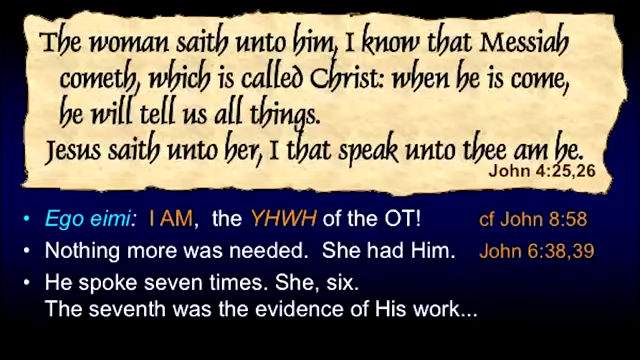 The woman saith unto him, I know that Messiah
cometh, which is called Christ: when he is come,
he will tell us all things.
Jesus saith unto her, I that speak unto thee am he.
John 4:25,26
• Ego eimi: I AM, the YHWH of the OT! cf John 8:58
• Nothing more was needed. She had Him. John 6:38,39
• He spoke seven times. She, six.
The seventh was the evidence of His work...